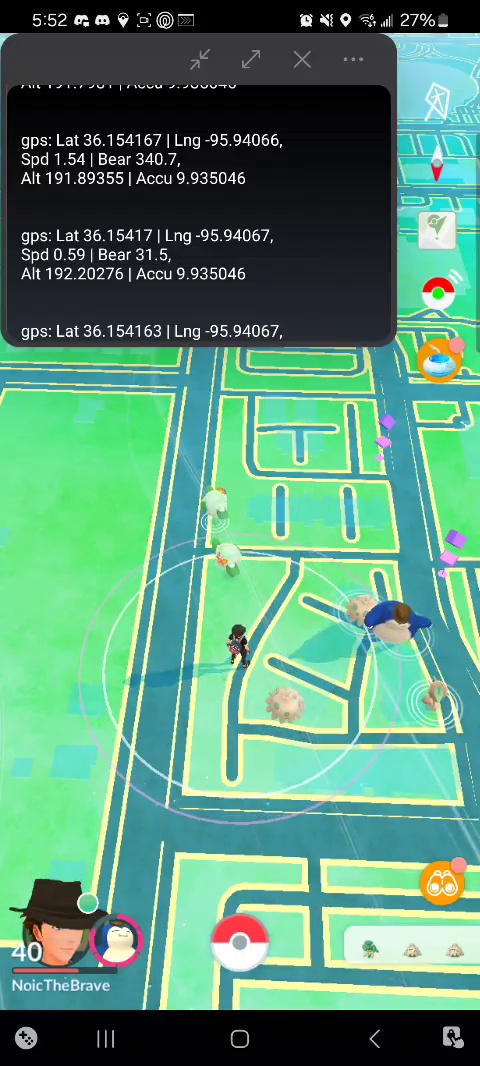 5:52
27%
gps: Lat 36.154167 | Lng -95.94066,
Spd 1.54 | Bear 340.7,
Alt 191.89355 | Accu 9.935046
gps: Lat 36.15417 | Lng -95.94067,
Spd 0.59 | Bear 31.5,
Alt 192.20276 | Accu 9.935046
gps: Lat 36.154163 | Lng -95.94067,
40
NoicTheBrave